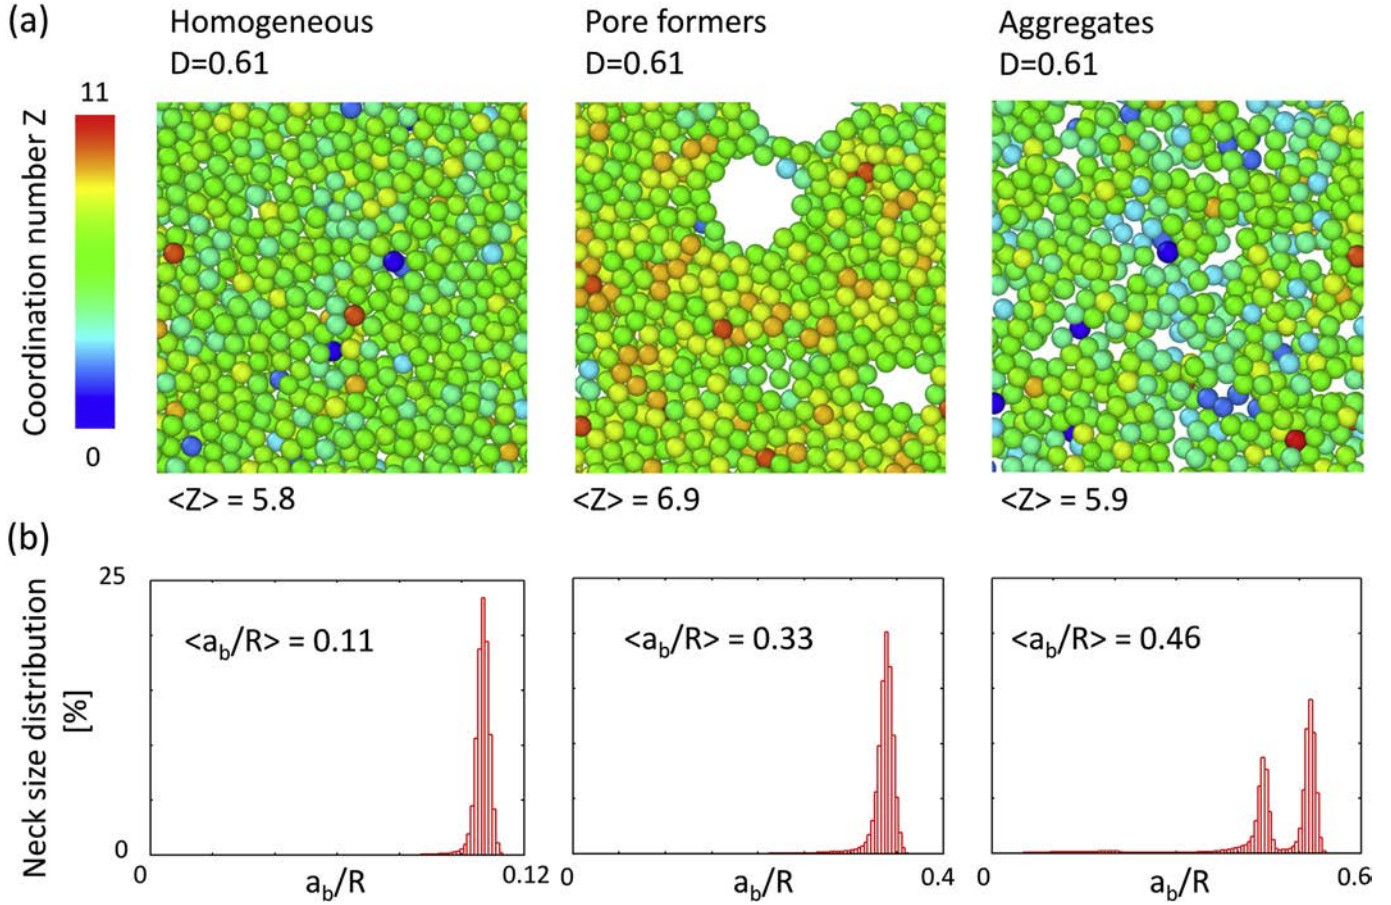 (a)
Homogeneous
D=0.61
Pore formers
D=0.61
Aggregates
D=0.61
11
Coordination number Z
0
<Z> = 5.8
<Z> = 6.9
<Z> = 5.9
(b)
Neck size distribution
[%]
25
0
<a_b/R> = 0.11
<a_b/R> = 0.33
<a_b/R> = 0.46
0
a_b/R
0.12
0
a_b/R
0.4
0
a_b/R
0.6